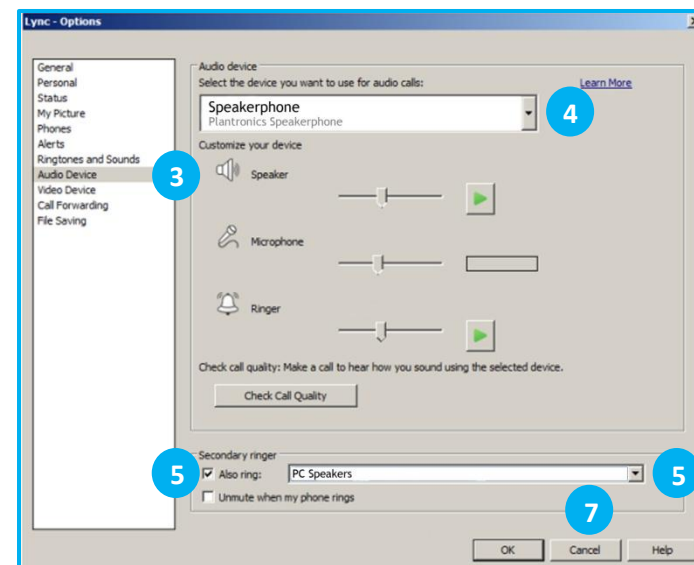 Lync - Options
General
Personal
Status
My Picture
Phones
Alerts
Ringtones and Sounds
Audio Device
Video Device
Call Forwarding
File Saving
3
Audio device
Select the device you want to use for audio calls: Learn More
Speakerphone
Plantronics Speakerphone
4
Customize your device
Speaker
Microphone
Ringer
Check call quality: Make a call to hear how you sound using the selected device.
Check Call Quality
Secondary ringer
5 Also ring: PC Speakers 5
Unmute when my phone rings
7
OK Cancel Help